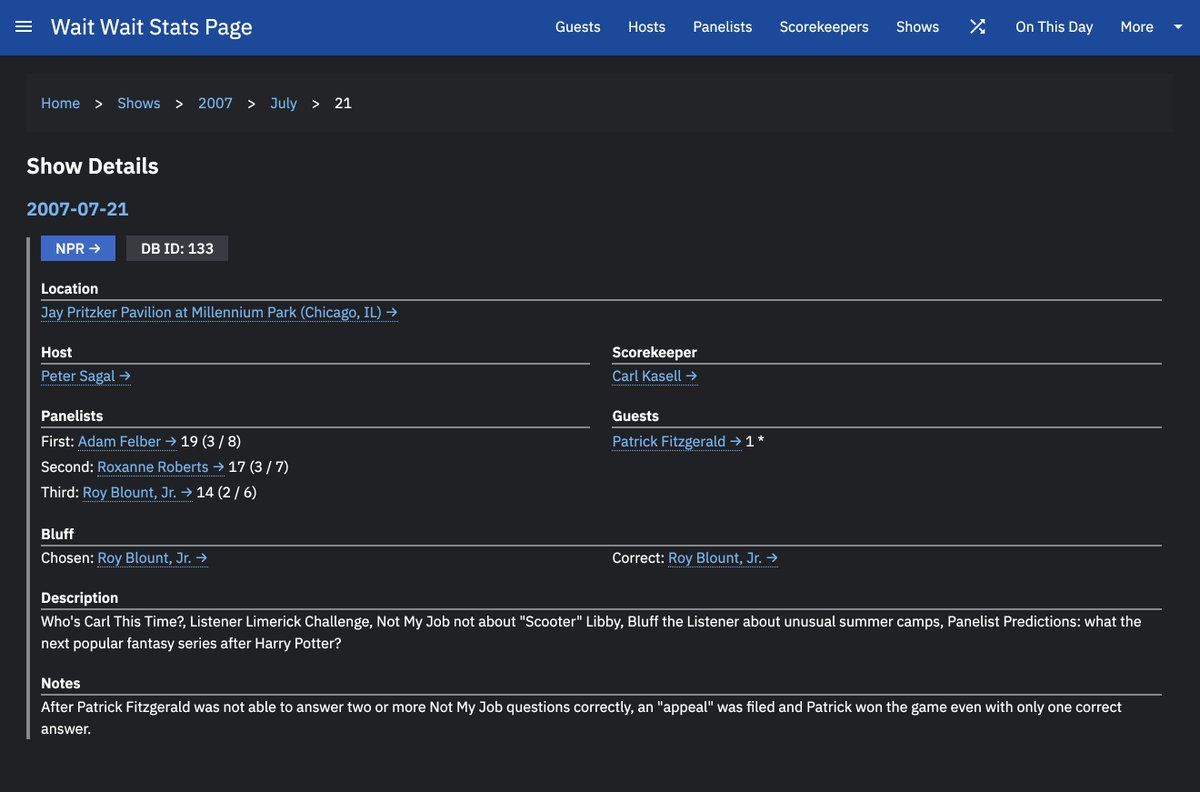 Wait Wait Stats Page
Guests Hosts Panelists Scorekeepers Shows On This Day More
Home > Shows > 2007 > July > 21
Show Details
2007-07-21
NPR → DB ID: 133
Location
Jay Pritzker Pavilion at Millennium Park (Chicago, IL) →
Host
Peter Sagal →
Scorekeeper
Carl Kasell →
Panelists
First: Adam Felber → 19 (3 / 8)
Second: Roxanne Roberts → 17 (3 / 7)
Third: Roy Blount, Jr. → 14 (2 / 6)
Guests
Patrick Fitzgerald → 1 *
Bluff
Chosen: Roy Blount, Jr. →
Correct: Roy Blount, Jr. →
Description
Who's Carl This Time?, Listener Limerick Challenge, Not My Job not about "Scooter" Libby, Bluff the Listener about unusual summer camps, Panelist Predictions: what the
next popular fantasy series after Harry Potter?
Notes
After Patrick Fitzgerald was not able to answer two or more Not My Job questions correctly, an "appeal" was filed and Patrick won the game even with only one correct
answer.